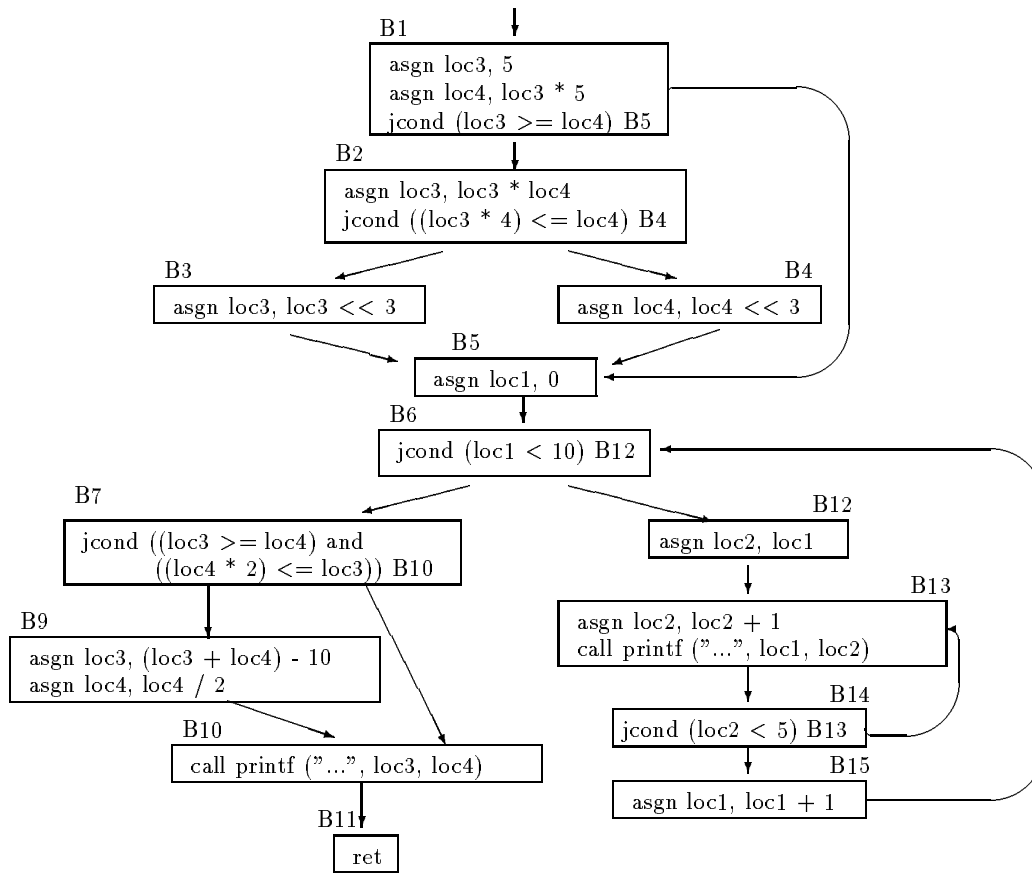 B1
asgn loc3, 5
asgn loc4, loc3 * 5
jcond (loc3 >= loc4) B5
B2
asgn loc3, loc3 * loc4
jcond ((loc3 * 4) <= loc4) B4
B3
asgn loc3, loc3 << 3
B4
asgn loc4, loc4 << 3
B5
asgn loc1, 0
B6
jcond (loc1 < 10) B12
B7
jcond ((loc3 >= loc4) and
((loc4 * 2) <= loc3)) B10
B9
asgn loc3, (loc3 + loc4) - 10
asgn loc4, loc4 / 2
B10
call printf ("...", loc3, loc4)
B11
ret
B12
asgn loc2, loc1
B13
asgn loc2, loc2 + 1
call printf ("...", loc1, loc2)
B14
jcond (loc2 < 5) B13
B15
asgn loc1, loc1 + 1